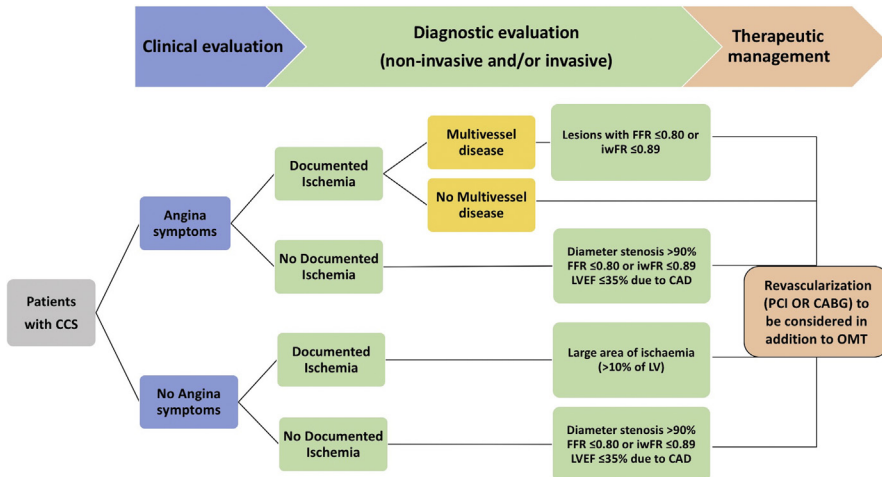 Clinical evaluation
Diagnostic evaluation
(non-invasive and/or invasive)
Therapeutic
management
Multivessel
disease
Lesions with FFR ≤0.80 or
iwFR ≤0.89
Documented
Ischemia
No Multivessel
disease
Angina
symptoms
No Documented
Ischemia
Diameter stenosis >90%
FFR ≤0.80 or iwFR ≤0.89
LVEF ≤35% due to CAD
Patients
with CCS
Revascularization
(PCI OR CABG) to
be considered in
addition to OMT
Documented
Ischemia
Large area of ischaemia
(>10% of LV)
No Angina
symptoms
No Documented
Ischemia
Diameter stenosis >90%
FFR ≤0.80 or iwFR ≤0.89
LVEF ≤35% due to CAD